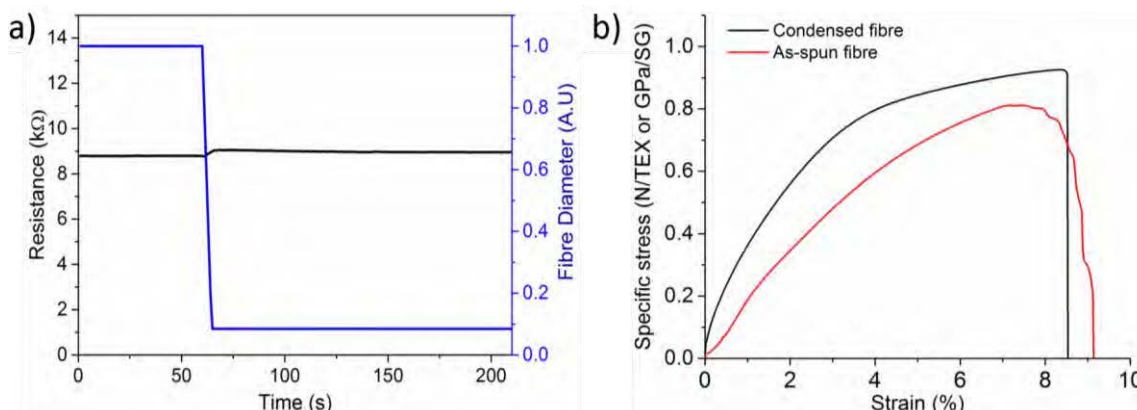 a)
14
12
10
8
6
4
2
0
Resistance (kΩ)
0 50 100 150 200
Time (s)
1.0
0.8
0.6
0.4
0.2
0.0
Fibre Diameter (A.U)
b)
Condensed fibre
As-spun fibre
1.0
0.8
0.6
0.4
0.2
0.0
Specific stress (N/TEX or GPa/SG)
0 2 4 6 8 10
Strain (%)